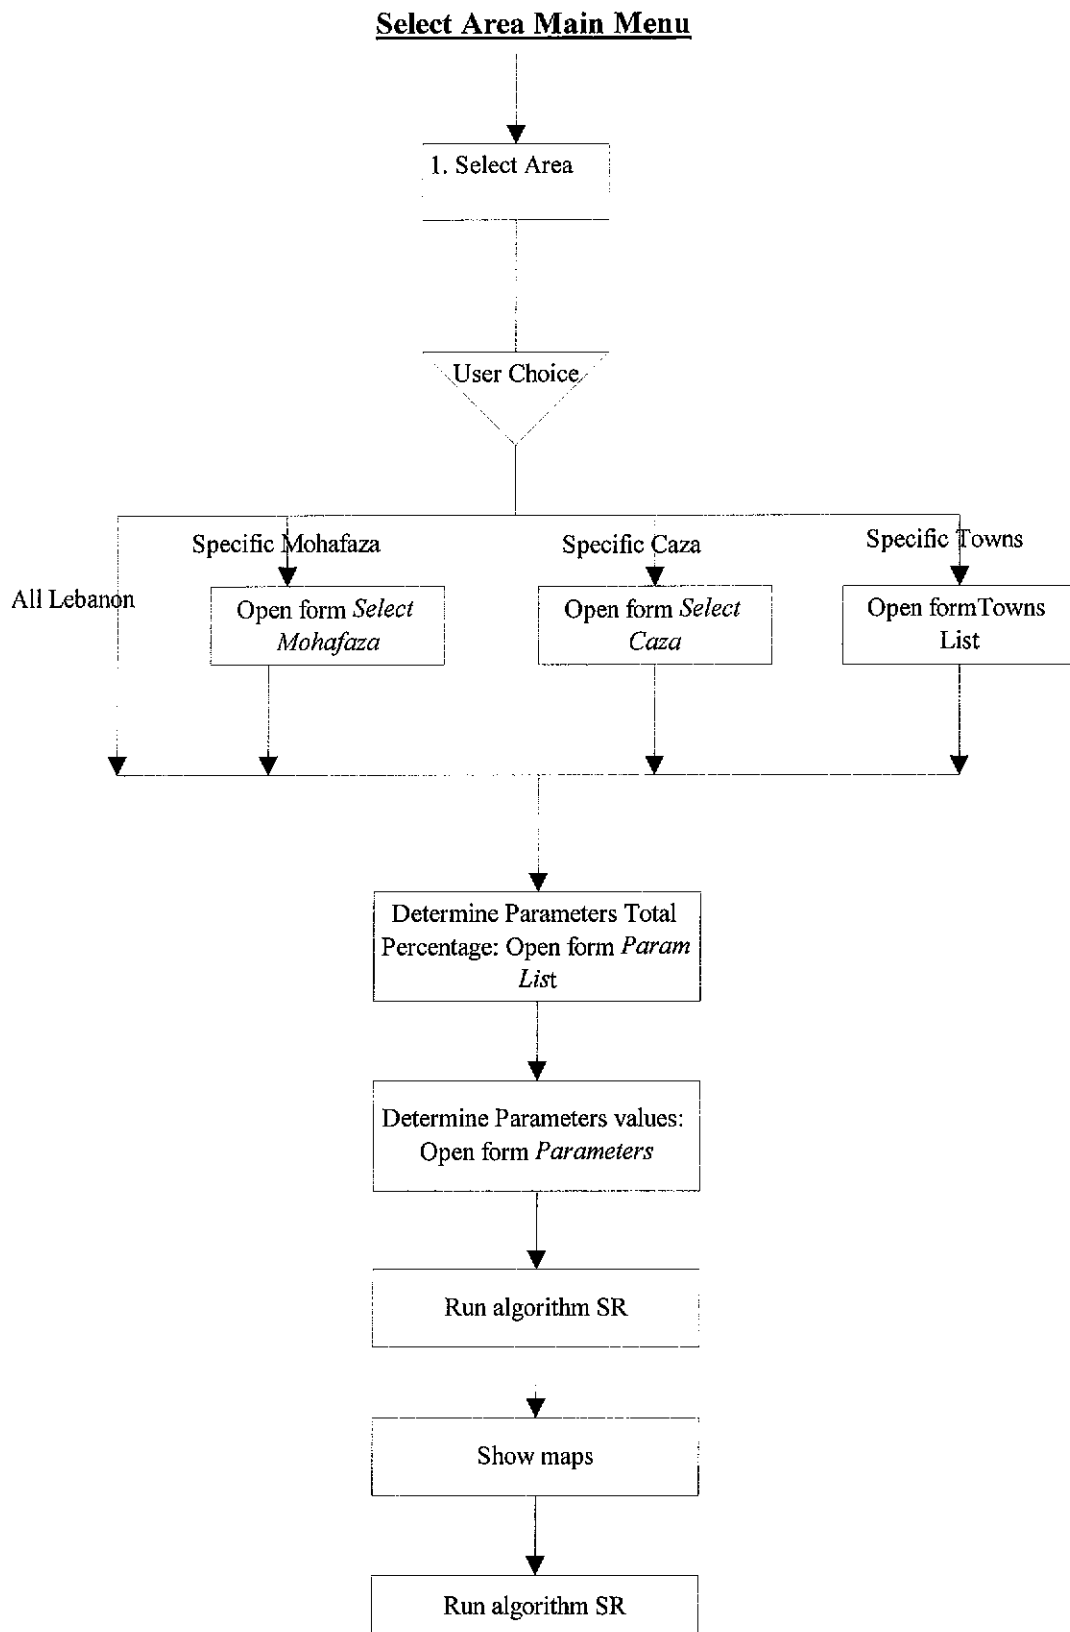 Select Area Main Menu
1. Select Area
User Choice
Specific Mohafaza
Specific Caza
Specific Towns
All Lebanon
Open form Select
Mohafaza
Open form Select
Caza
Open formTowns
List
Determine Parameters Total
Percentage: Open form Param
List
Determine Parameters values:
Open form Parameters
Run algorithm SR
Show maps
Run algorithm SR